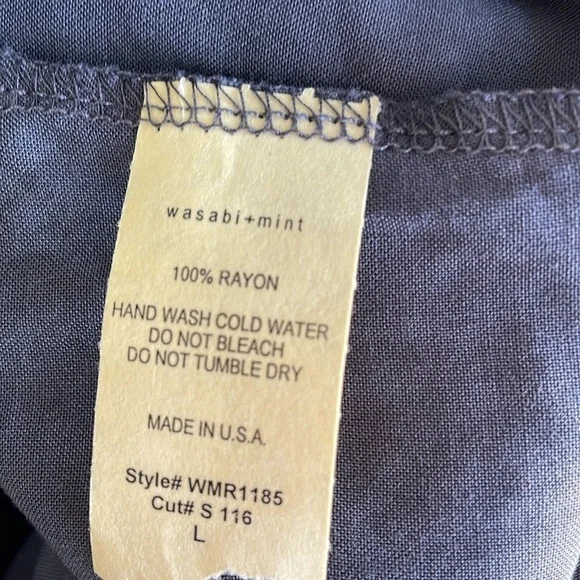 wasabi+mint
100% RAYON
HAND WASH COLD WATER
DO NOT BLEACH
DO NOT TUMBLE DRY
MADE IN U.S.A.
Style# WMR1185
Cut# S 116
L